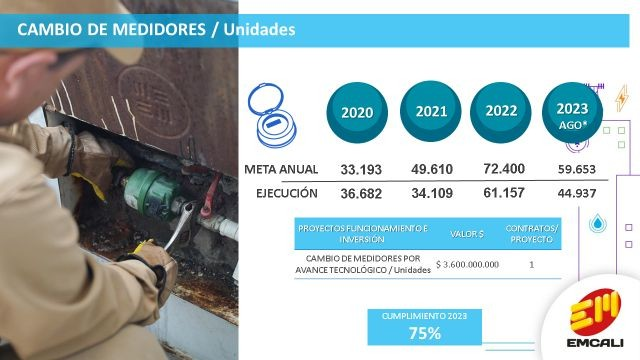 CAMBIO DE MEDIDORES / Unidades
2020 2021 2022 2023
AGO*
META ANUAL 33.193 49.610 72.400 59.653
EJECUCIÓN 36.682 34.109 61.157 44.937
PROYECTOS FUNCIONAMIENTO E INVERSIÓN VALOR $ CONTRATOS/ PROYECTO
CAMBIO DE MEDIDORES POR
AVANCE TECNOLÓGICO / Unidades $ 3.600.000.000 1
CUMPLIMIENTO 2023
75%
EMCALI